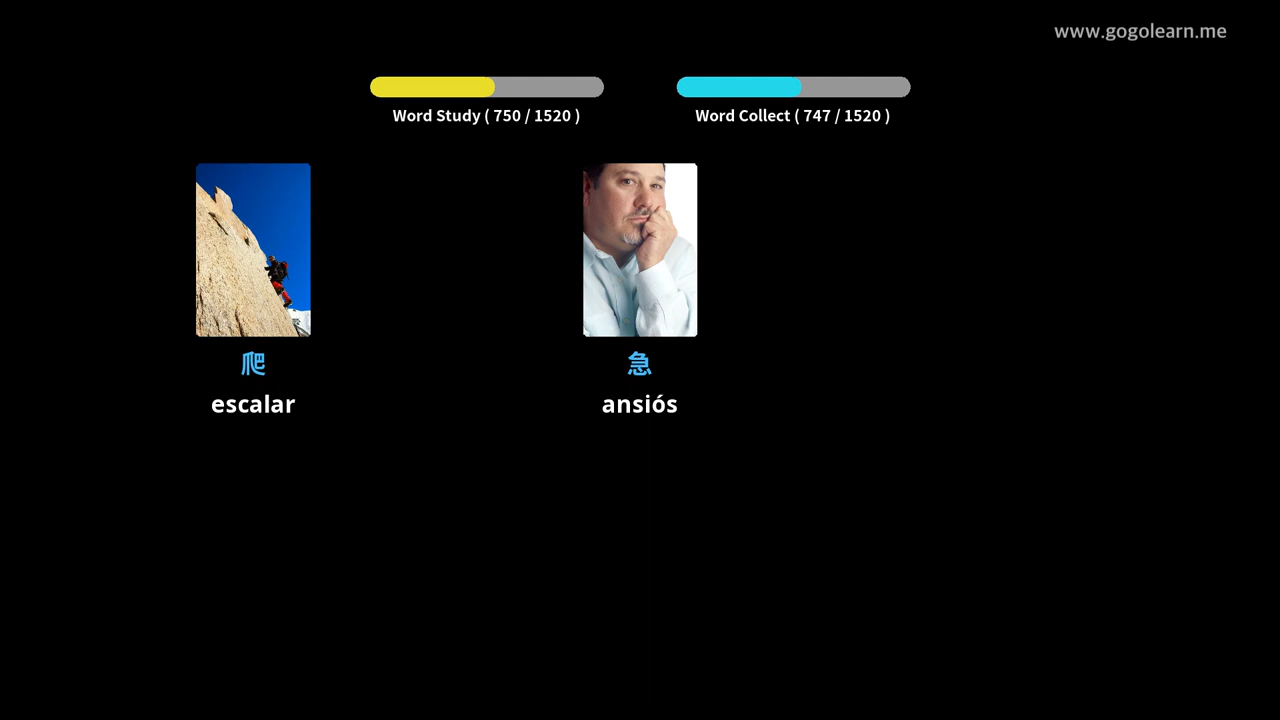 www.gogolearn.me
Word Study ( 750 / 1520 )
Word Collect ( 747 / 1520 )
爬
急
escalar
ansiós